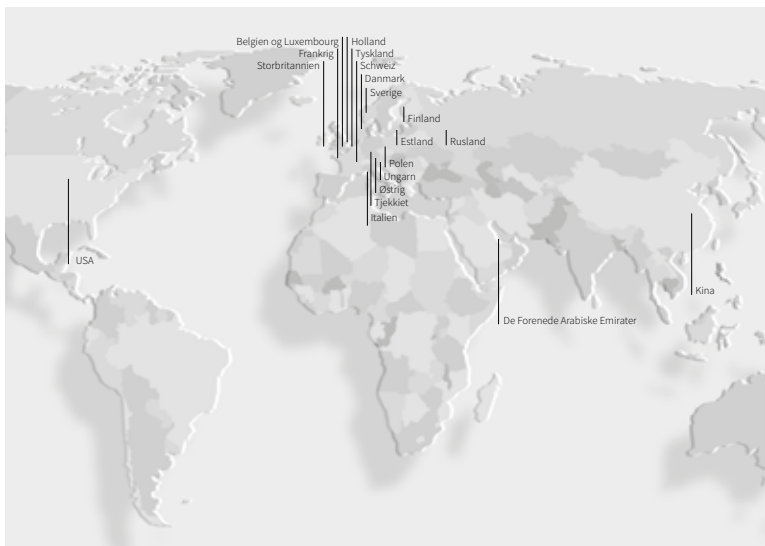 Belgien og Luxembourg
Holland
Frankrig
Tyskland
Storbritannien
Schweiz
Danmark
Sverige
Finland
Estland
Rusland
Polen
Ungarn
Østrig
Tjekkiet
Italien
USA
Kina
De Forenede Arabiske Emirater